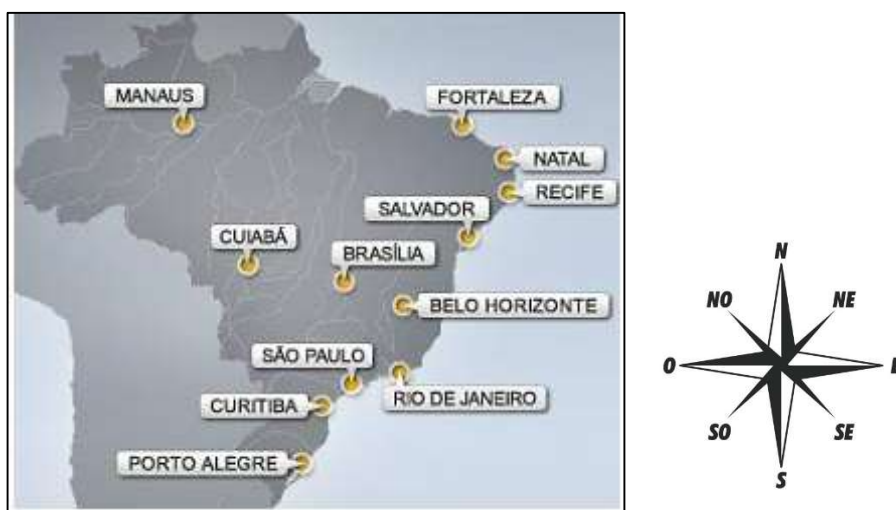 MANAUS
FORTALEZA
NATAL
RECIFE
SALVADOR
CUIABÁ
BRASÍLIA
BELO HORIZONTE
SÃO PAULO
RIO DE JANEIRO
CURITIBA
PORTO ALEGRE
N
NO
NE
O
SO
SE
S